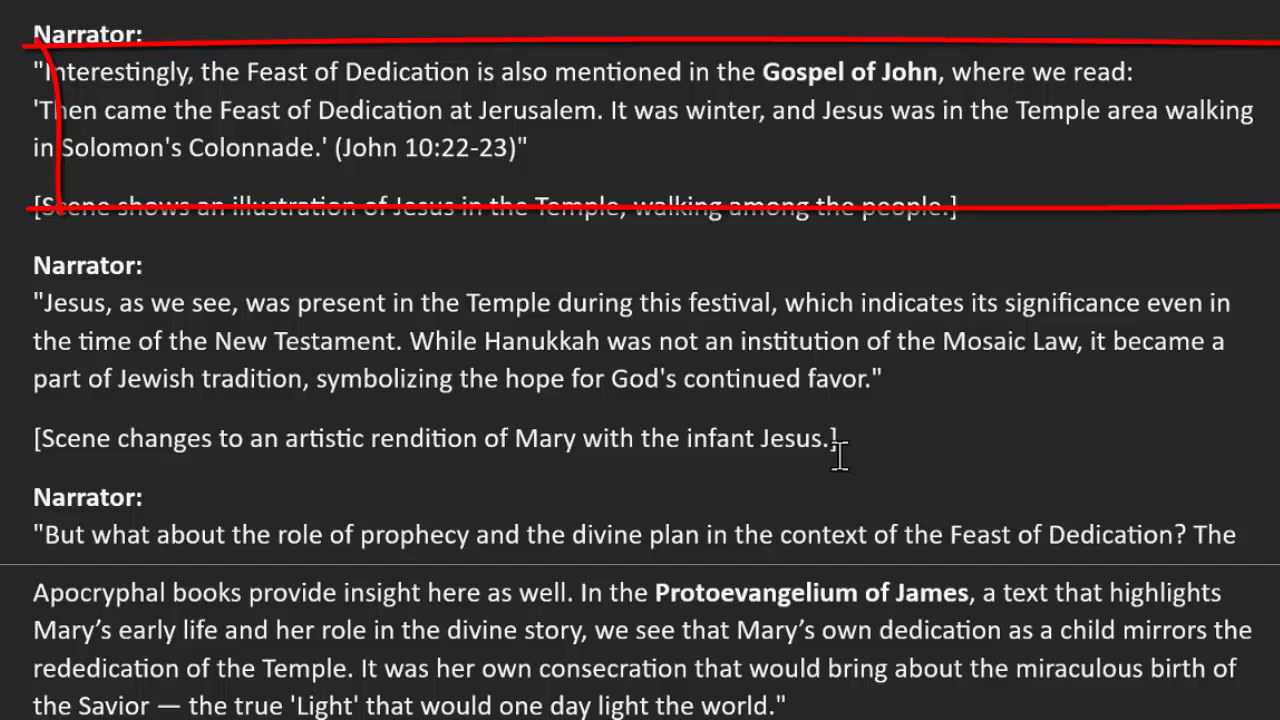 Narrator:
"Interestingly, the Feast of Dedication is also mentioned in the Gospel of John, where we read:
'Then came the Feast of Dedication at Jerusalem. It was winter, and Jesus was in the Temple area walking
in Solomon's Colonnade.' (John 10:22-23)"
[Scene shows an illustration of Jesus in the Temple, walking among the people.]
Narrator:
"Jesus, as we see, was present in the Temple during this festival, which indicates its significance even in
the time of the New Testament. While Hanukkah was not an institution of the Mosaic Law, it became a
part of Jewish tradition, symbolizing the hope for God's continued favor."
[Scene changes to an artistic rendition of Mary with the infant Jesus.]
Narrator:
"But what about the role of prophecy and the divine plan in the context of the Feast of Dedication? The
Apocryphal books provide insight here as well. In the Protoevangelium of James, a text that highlights
Mary’s early life and her role in the divine story, we see that Mary’s own dedication as a child mirrors the
rededication of the Temple. It was her own consecration that would bring about the miraculous birth of
the Savior — the true 'Light' that would one day light the world."